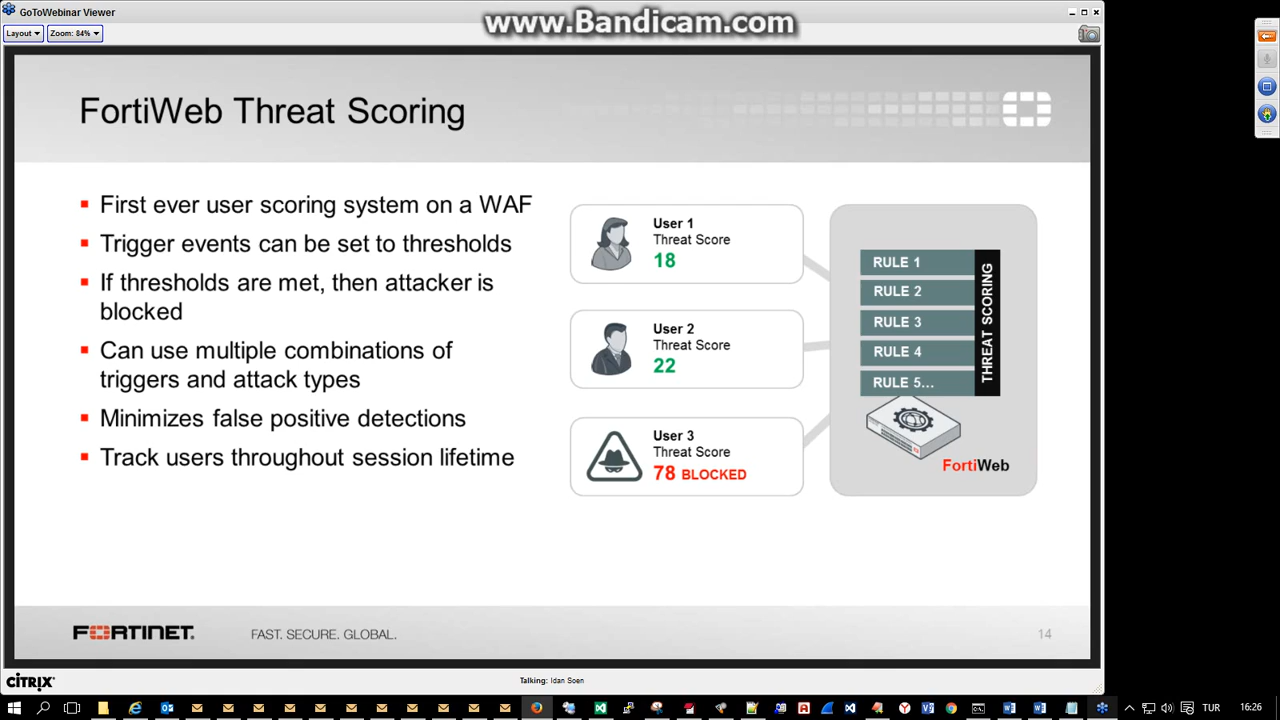 GoToWebinar Viewer
www.Bandicam.com
Layout
Zoom: 84%
FortiWeb Threat Scoring
First ever user scoring system on a WAF
Trigger events can be set to thresholds
If thresholds are met, then attacker is
blocked
Can use multiple combinations of
triggers and attack types
Minimizes false positive detections
Track users throughout session lifetime
User 1
Threat Score
18
User 2
Threat Score
22
User 3
Threat Score
78 BLOCKED
RULE 1
RULE 2
RULE 3
RULE 4
RULE 5...
THREAT SCORING
FortiWeb
FORTINET.
FAST. SECURE. GLOBAL.
14
CİTRIX
Talking: Idan Soen
TUR
16:26